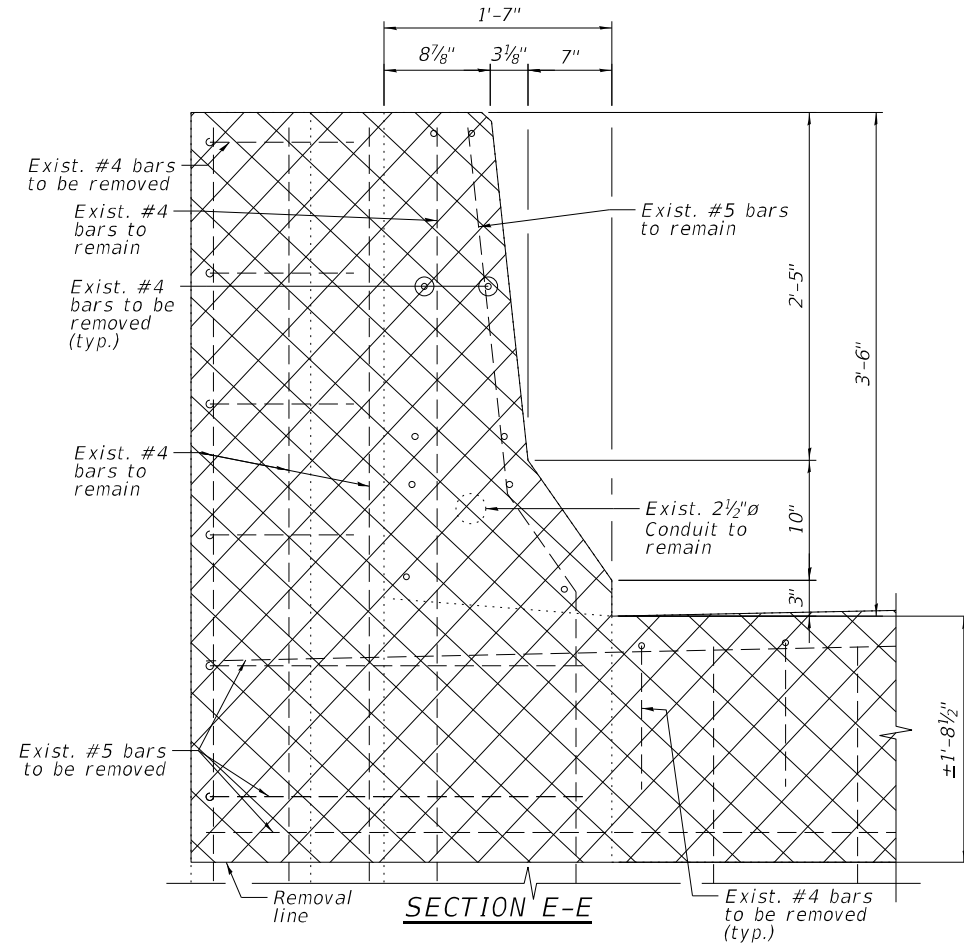 1'-7"
8⅞"
3⅛"
7"
Exist. #4 bars
to be removed
Exist. #4
bars to
remain
Exist. #5 bars
to remain
Exist. #4
bars to be
removed
(typ.)
2'-5"
3'-6"
Exist. #4
bars to
remain
Exist. 2½"ø
Conduit to
remain
10"
3"
Exist. #5 bars
to be removed
±1'-8½"
Removal
line
SECTION E-E
Exist. #4 bars
to be removed
(typ.)